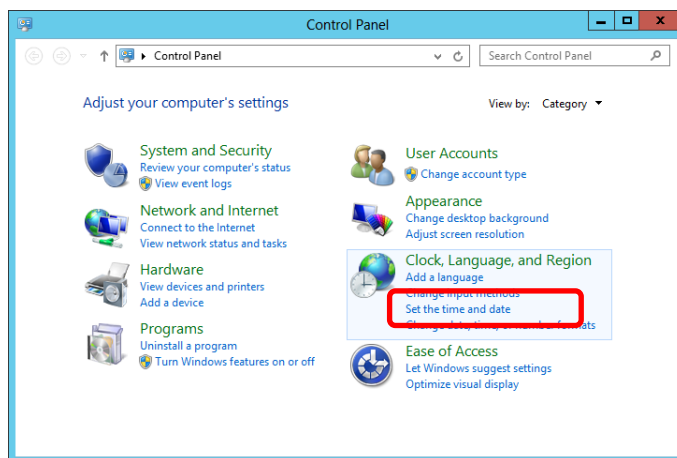 Control Panel
Control Panel
Search Control Panel
Adjust your computer's settings
View by: Category
System and Security
Review your computer's status
View event logs
Network and Internet
Connect to the Internet
View network status and tasks
Hardware
View devices and printers
Add a device
Programs
Uninstall a program
Turn Windows features on or off
User Accounts
Change account type
Appearance
Change desktop background
Adjust screen resolution
Clock, Language, and Region
Add a language
Change input methods
Set the time and date
Change date, time, or number formats
Ease of Access
Let Windows suggest settings
Optimize visual display